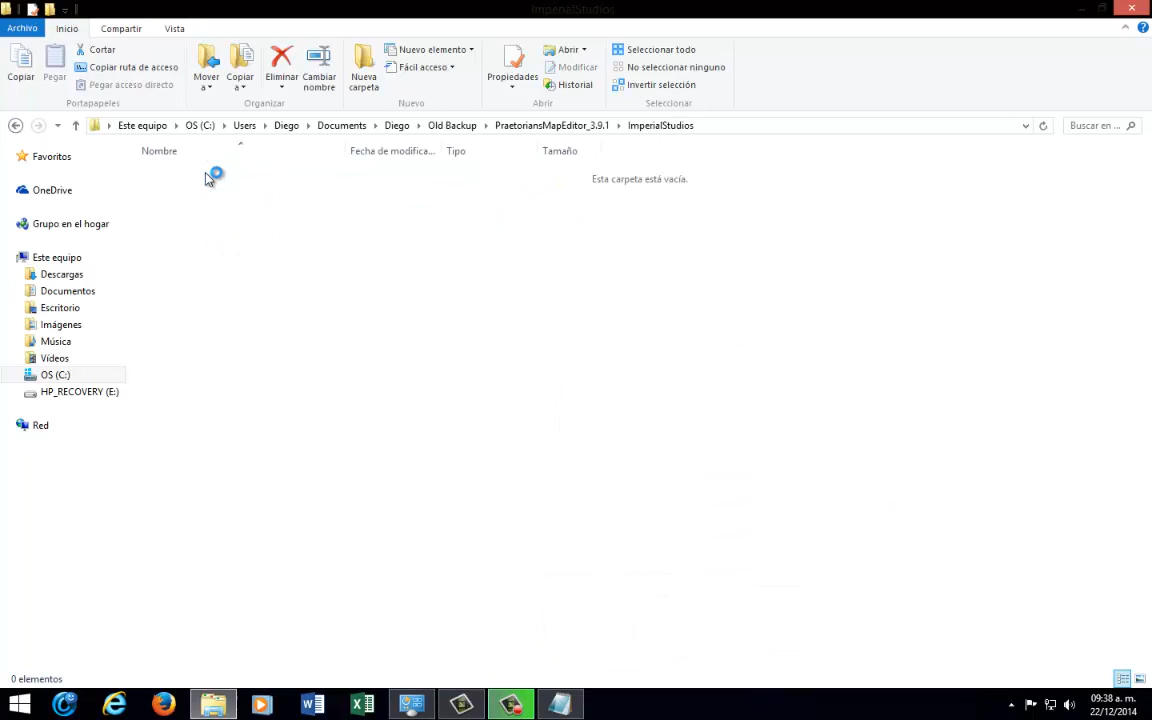 ImperialStudios
Archivo Inicio Compartir Vista
Copiar
Pegar
Cortar
Copiar ruta de acceso
Pegar acceso directo
Portapapeles
Mover a
Copiar a
Eliminar
Cambiar nombre
Organizar
Nueva carpeta
Nuevo elemento
Fácil acceso
Nuevo
Propiedades
Abrir
Modificar
Historial
Abrir
Seleccionar todo
No seleccionar ninguno
Invertir selección
Seleccionar
Este equipo OS (C:) Users Diego Documents Diego Old Backup PraetoriansMapEditor_3.9.1 ImperialStudios
Buscar en ...
Nombre Fecha de modifica... Tipo Tamaño
Esta carpeta está vacía.
Favoritos
OneDrive
Grupo en el hogar
Este equipo
Descargas
Documentos
Escritorio
Imágenes
Música
Vídeos
OS (C:)
HP_RECOVERY (E:)
Red
0 elementos
09:38 a. m.
22/12/2014